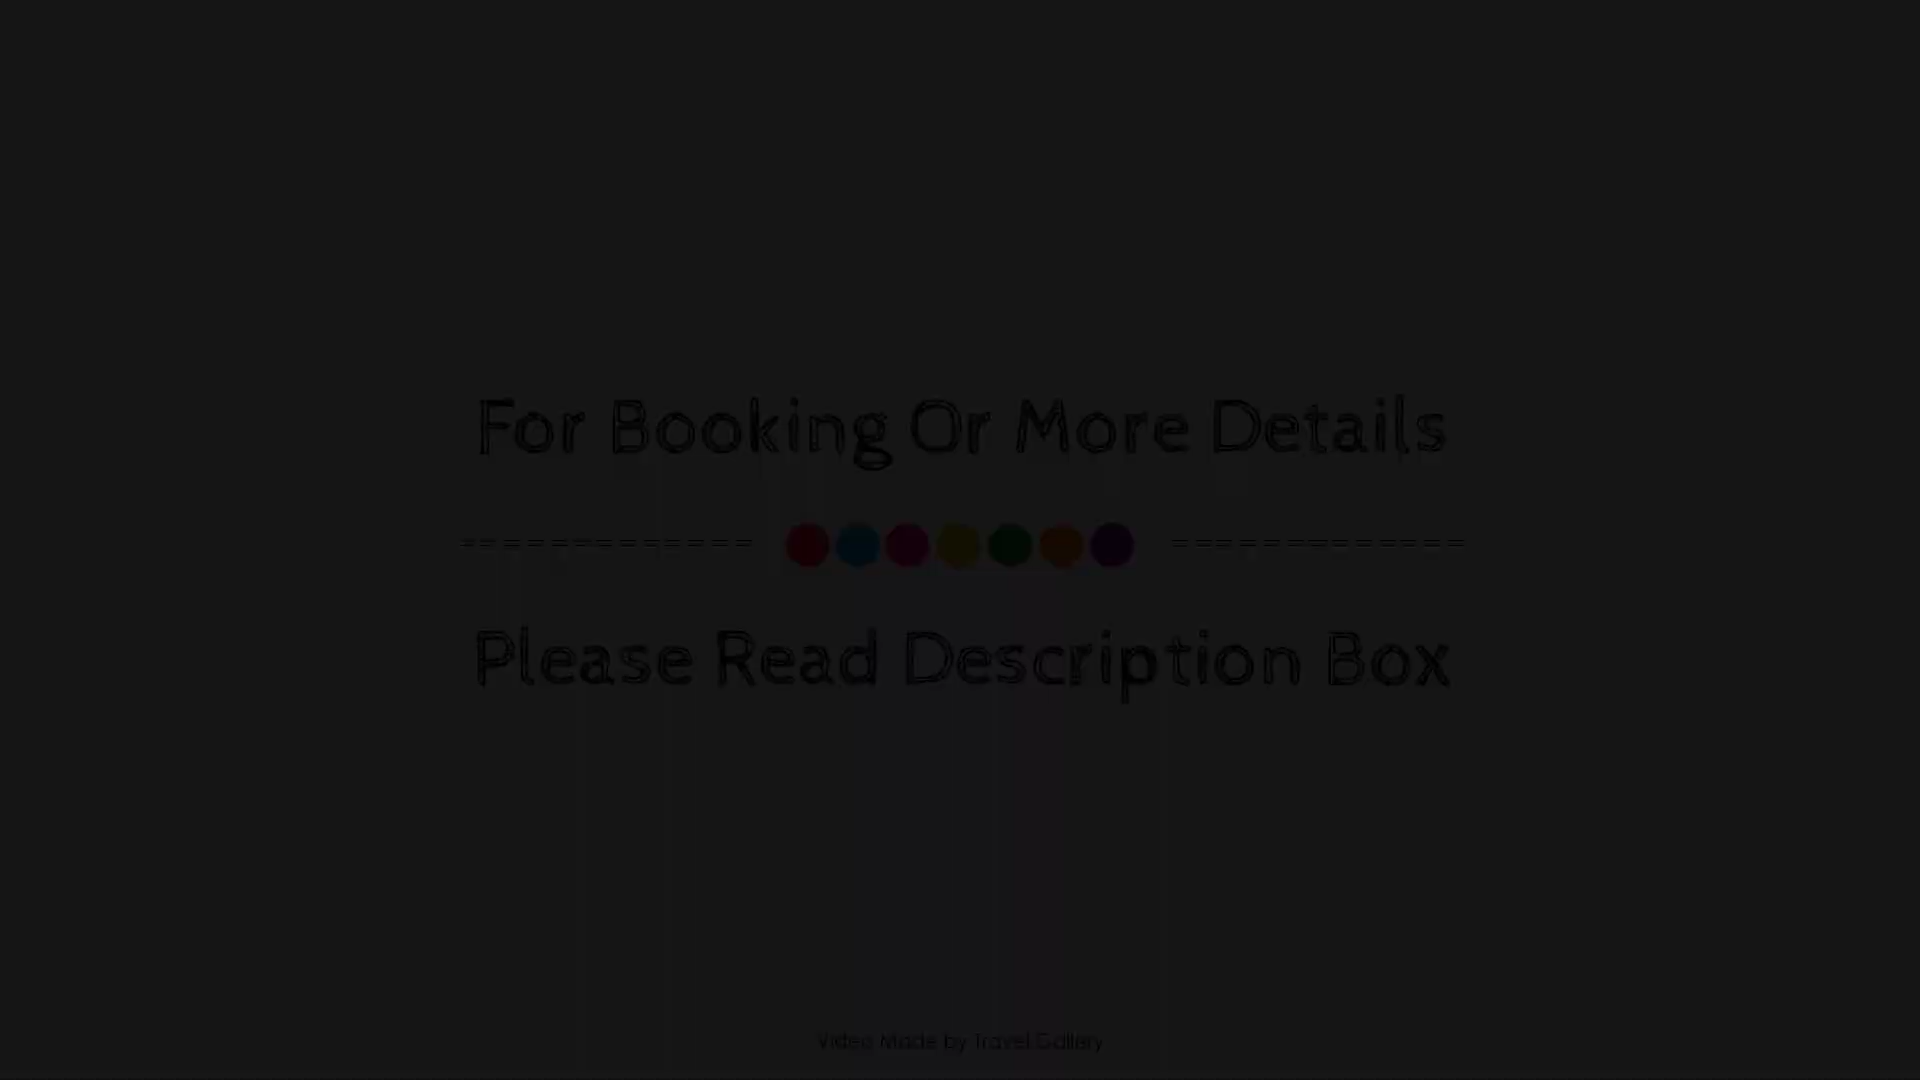 For Booking Or More Details
============= =============
Please Read Description Box
Video Made by Travel Gallery